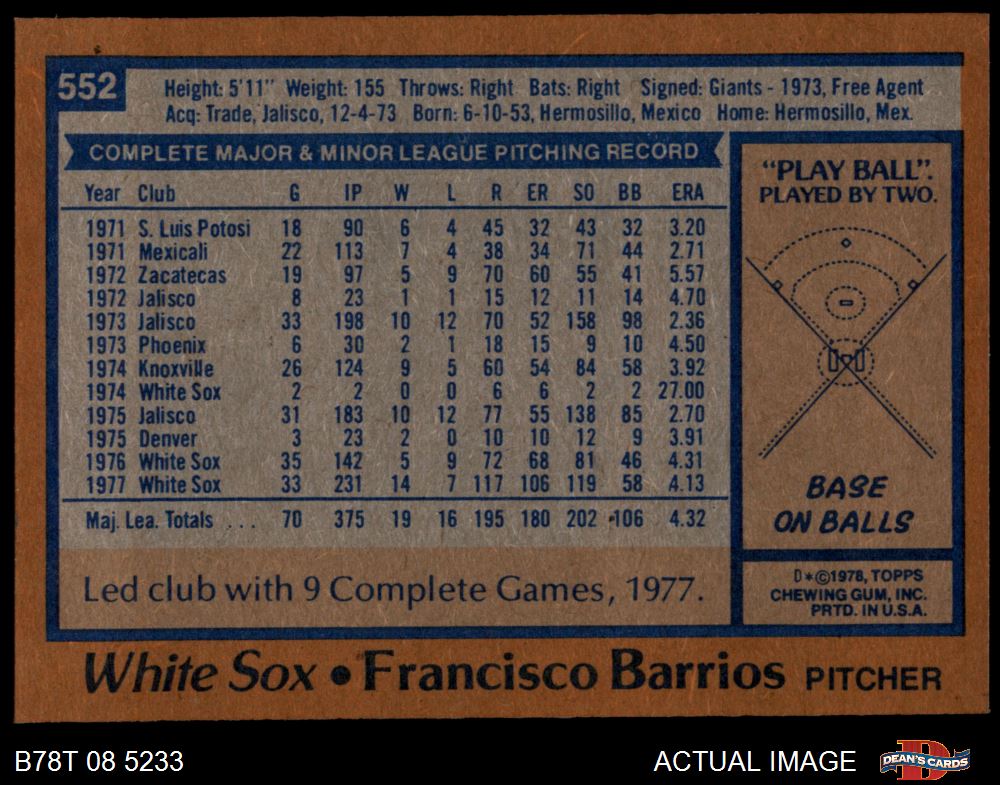 552
Height: 5'11" Weight: 155 Throws: Right Bats: Right Signed: Giants - 1973, Free Agent
Acq: Trade, Jalisco, 12-4-73 Born: 6-10-53, Hermosillo, Mexico Home: Hermosillo, Mex.
COMPLETE MAJOR & MINOR LEAGUE PITCHING RECORD
Year Club G IP W L R ER SO BB ERA
1971 S. Luis Potosi 18 90 6 4 45 32 43 32 3.20
1971 Mexicali 22 113 7 4 38 34 71 44 2.71
1972 Zacatecas 19 97 5 9 70 60 55 41 5.57
1972 Jalisco 8 23 1 1 15 12 11 14 4.70
1973 Jalisco 33 198 10 12 70 52 158 98 2.36
1973 Phoenix 6 30 2 1 18 15 9 10 4.50
1974 Knoxville 26 124 9 5 60 54 84 58 3.92
1974 White Sox 2 2 0 0 6 6 2 2 27.00
1975 Jalisco 31 183 10 12 77 55 138 85 2.70
1975 Denver 3 23 2 0 10 10 12 9 3.91
1976 White Sox 35 142 5 9 72 68 81 46 4.31
1977 White Sox 33 231 14 7 117 106 119 58 4.13
Maj. Lea. Totals ... 70 375 19 16 195 180 202 106 4.32
Led club with 9 Complete Games, 1977.
"PLAY BALL".
PLAYED BY TWO.
BASE
ON BALLS
D*©1978, TOPPS
CHEWING GUM, INC.
PRTD. IN U.S.A.
White Sox • Francisco Barrios PITCHER
B78T 08 5233
ACTUAL IMAGE
D
DEAN'S CARDS